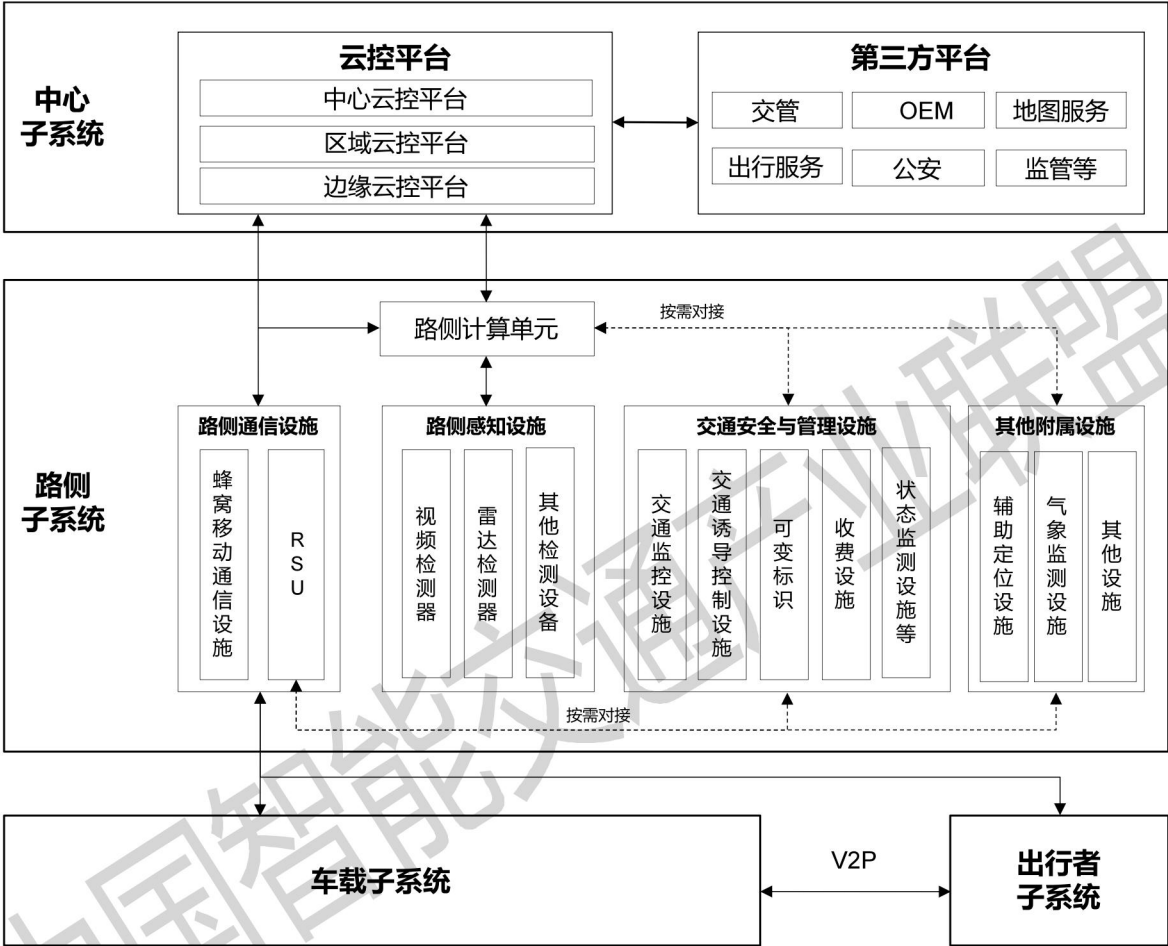 中心
子系统
云控平台
中心云控平台
区域云控平台
边缘云控平台
第三方平台
交管
OEM
地图服务
出行服务
公安
监管等
路侧
子系统
路侧计算单元
按需对接
路侧通信设施
蜂窝移动通信设施
RSU
路侧感知设施
视频检测器
雷达检测器
其他检测设备
交通安全与管理设施
交通监控设施
交通诱导控制设施
可变标识
收费设施
状态监测设施等
其他附属设施
辅助定位设施
气象监测设施
其他设施
按需对接
车载子系统
V2P
出行者
子系统
中国智能交通产业联盟